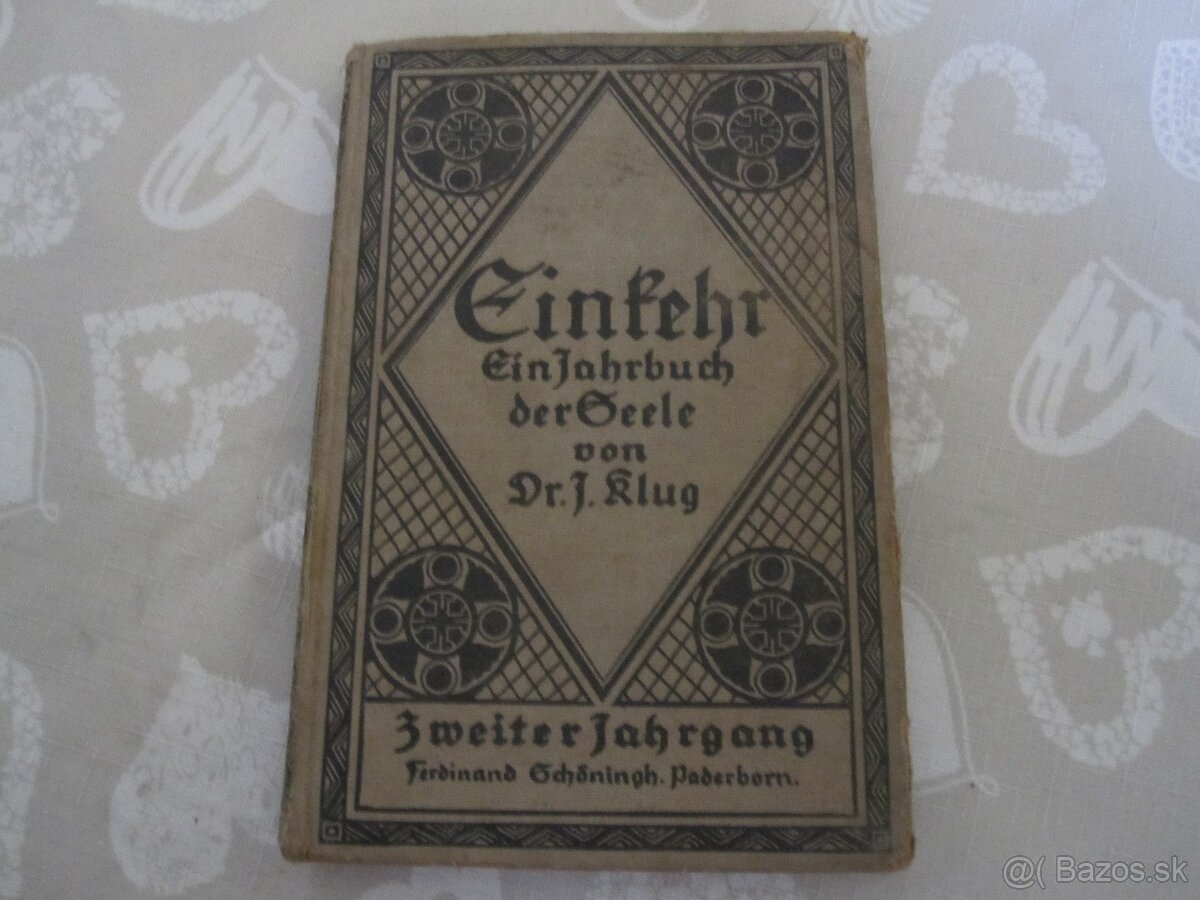 Einkehr
Ein Jahrbuch
der Seele
von
Dr. J. Klug
Zweiter Jahrgang
Ferdinand Schöningh. Paderborn.
@( Bazos.sk